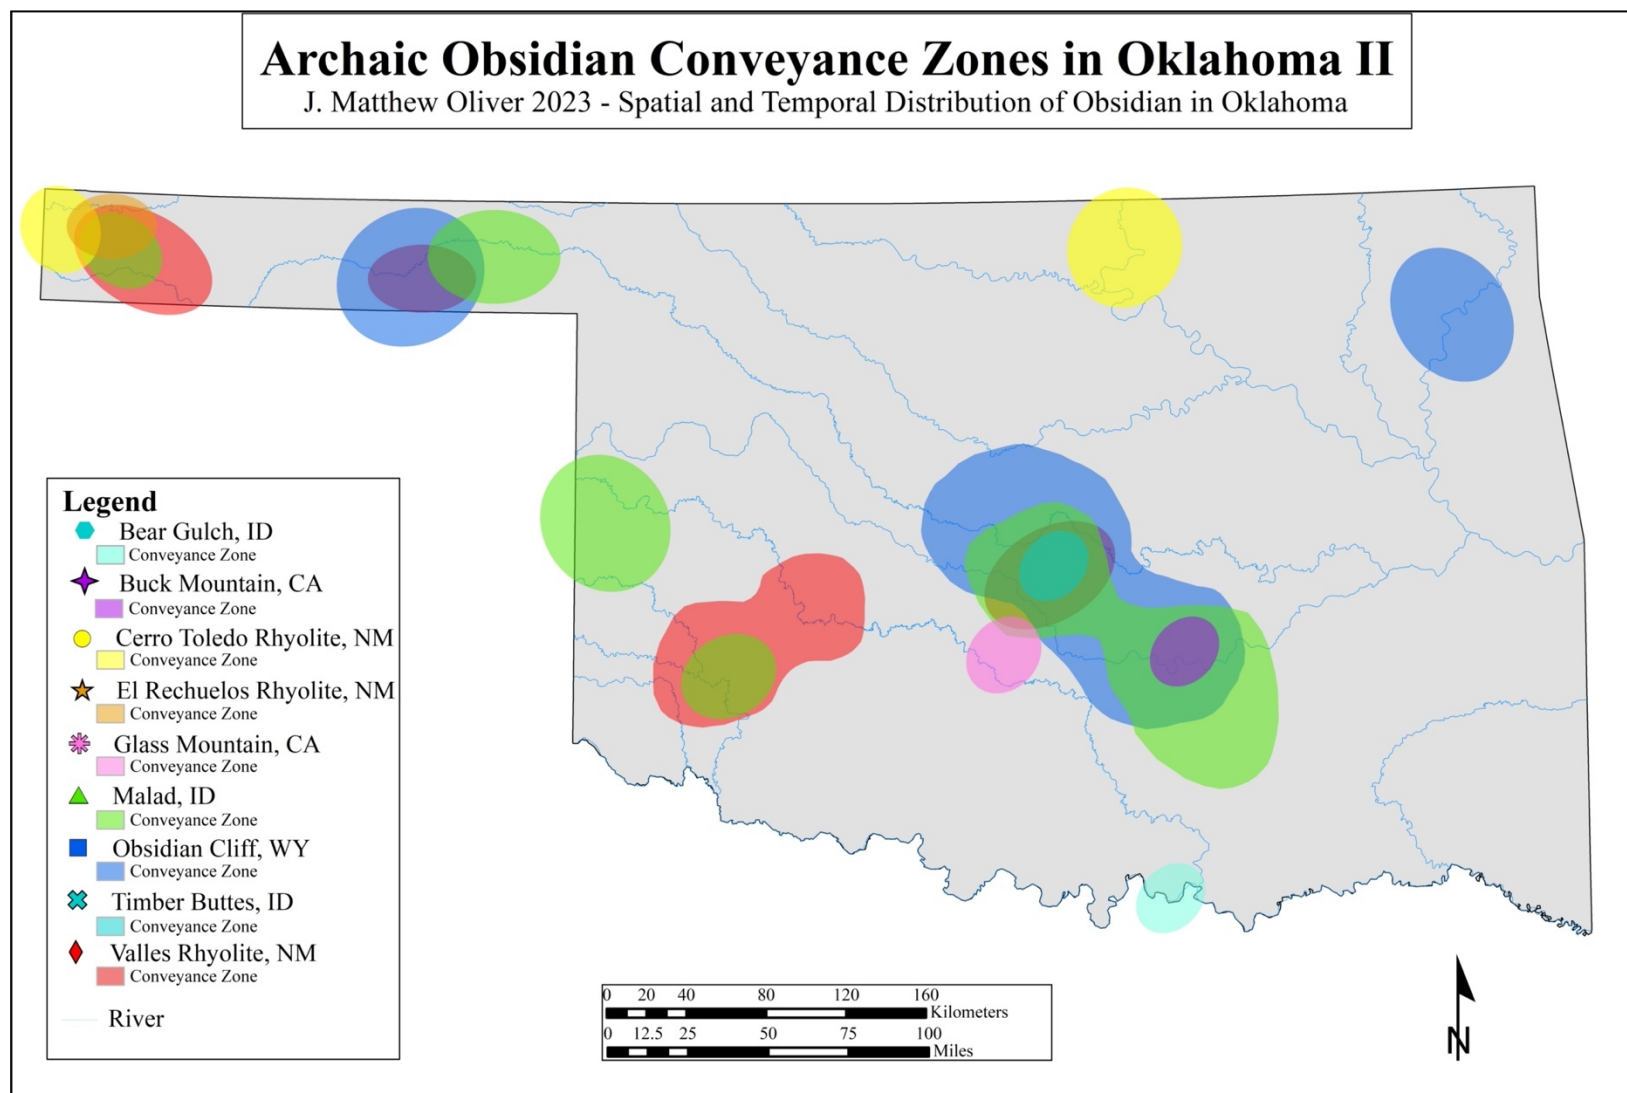 Archaic Obsidian Conveyance Zones in Oklahoma II
J. Matthew Oliver 2023 - Spatial and Temporal Distribution of Obsidian in Oklahoma
Legend
Bear Gulch, ID
Conveyance Zone
Buck Mountain, CA
Conveyance Zone
Cerro Toledo Rhyolite, NM
Conveyance Zone
El Rechuelos Rhyolite, NM
Conveyance Zone
Glass Mountain, CA
Conveyance Zone
Malad, ID
Conveyance Zone
Obsidian Cliff, WY
Conveyance Zone
Timber Buttes, ID
Conveyance Zone
Valles Rhyolite, NM
Conveyance Zone
River
0 20 40 80 120 160
Kilometers
0 12.5 25 50 75 100
Miles
N